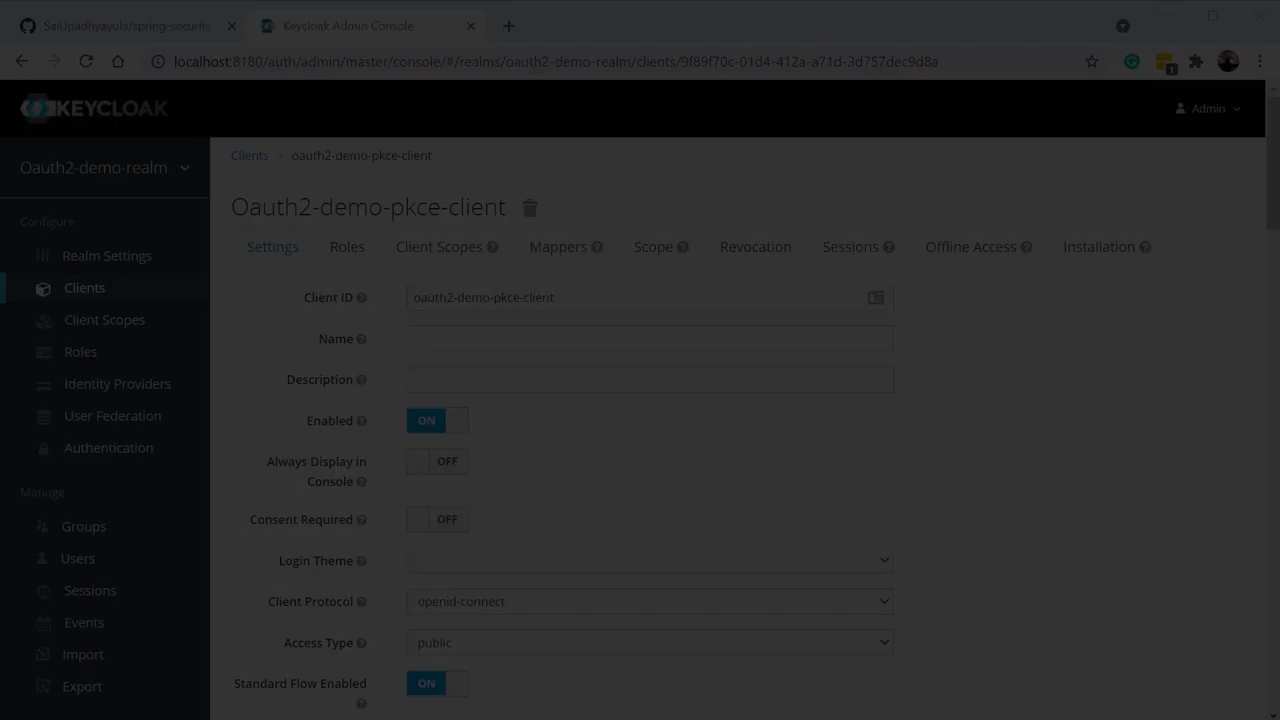 SaiUpadhyayula/spring-security
Keycloak Admin Console
localhost:8180/auth/admin/master/console/#/realms/oauth2-demo-realm/clients/9f89f70c-01d4-412a-a71d-3d757dec9d8a
1
KEYCLOAK
Admin
Oauth2-demo-realm
Clients > oauth2-demo-pkce-client
Oauth2-demo-pkce-client
Configure
Settings Roles Client Scopes Mappers Scope Revocation Sessions Offline Access Installation
Realm Settings
Clients
Client Scopes
Roles
Identity Providers
User Federation
Authentication
Manage
Groups
Users
Sessions
Events
Import
Export
Client ID oauth2-demo-pkce-client
Name
Description
Enabled ON
Always Display in
Console OFF
Consent Required OFF
Login Theme
Client Protocol openid-connect
Access Type public
Standard Flow Enabled ON